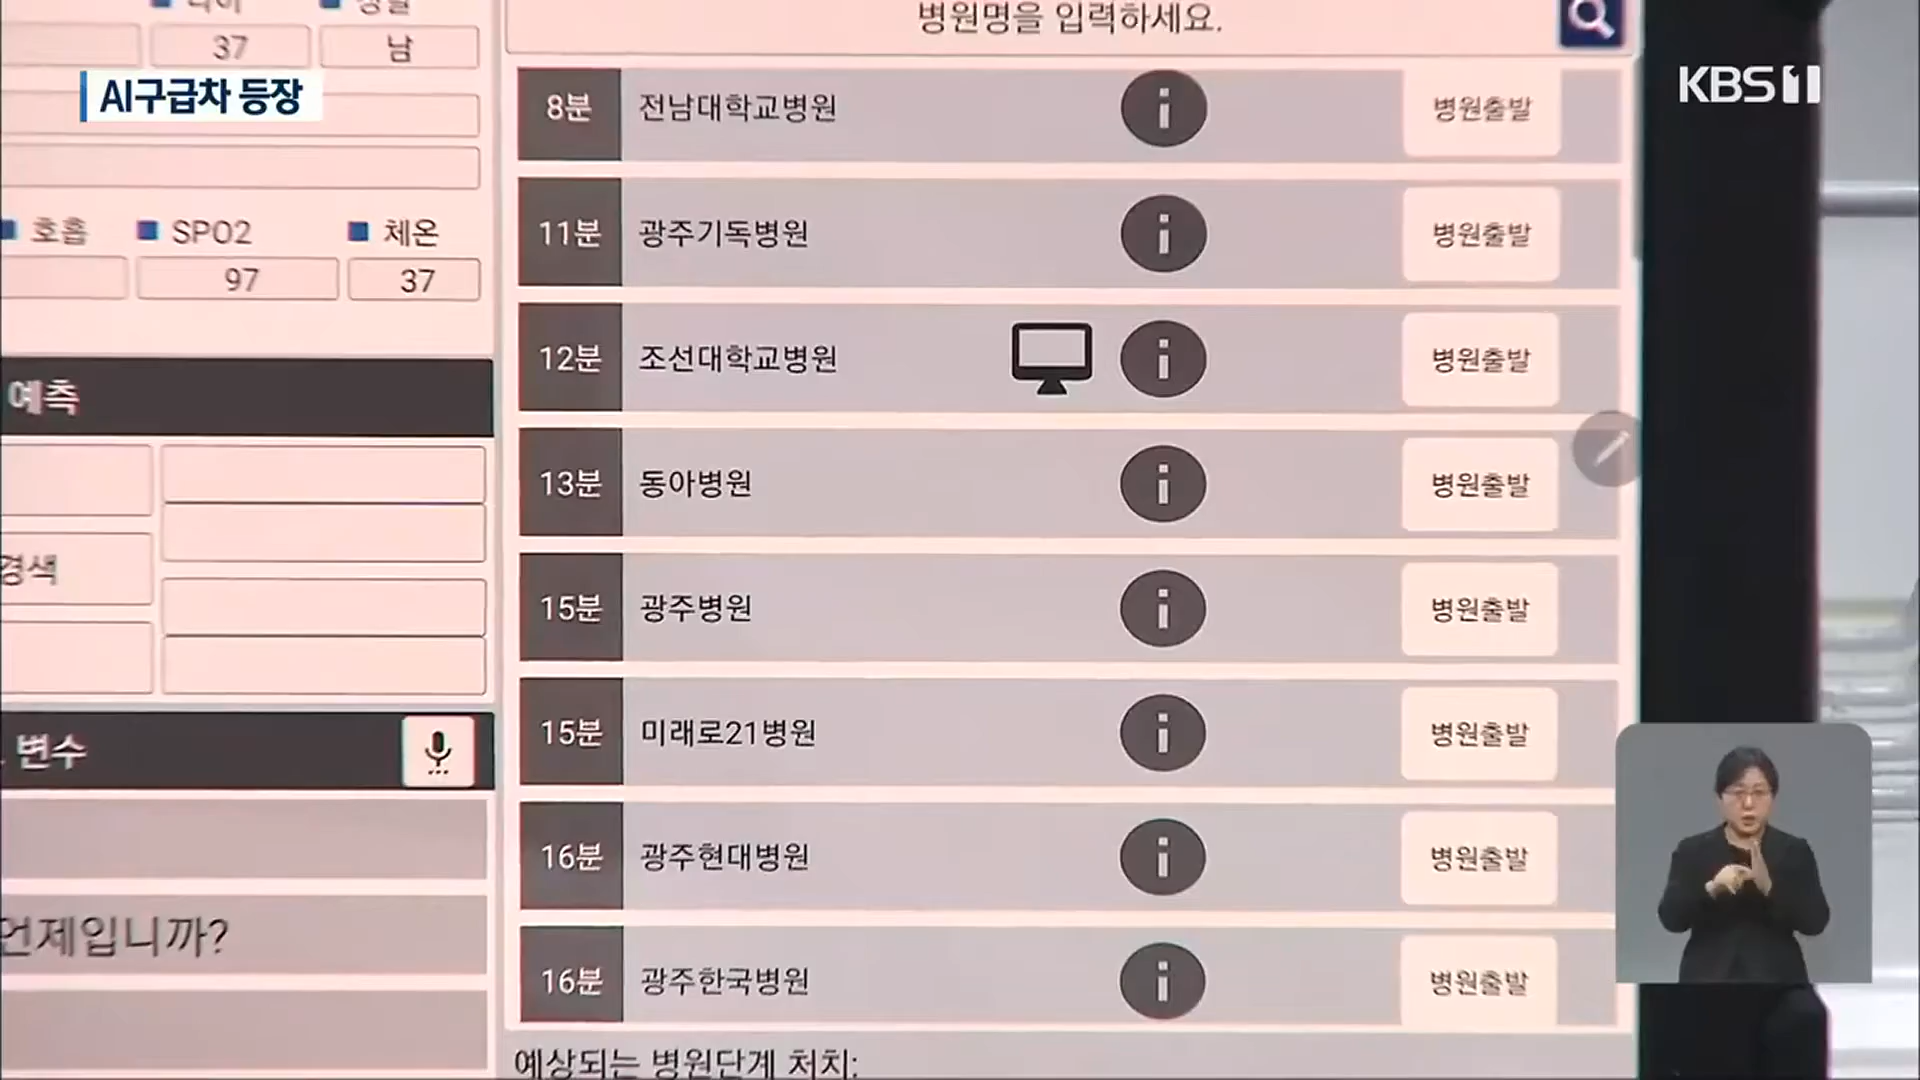 병원명을 입력하세요.
37
남
AI구급차 등장
KBS 1
8분 전남대학교병원 병원출발
호흡 SPO2 체온
97 37
11분 광주기독병원 병원출발
12분 조선대학교병원 병원출발
예측
13분 동아병원 병원출발
경색
15분 광주병원 병원출발
변수
15분 미래로21병원 병원출발
16분 광주현대병원 병원출발
언제입니까?
16분 광주한국병원 병원출발
예상되는 병원단계 처치: